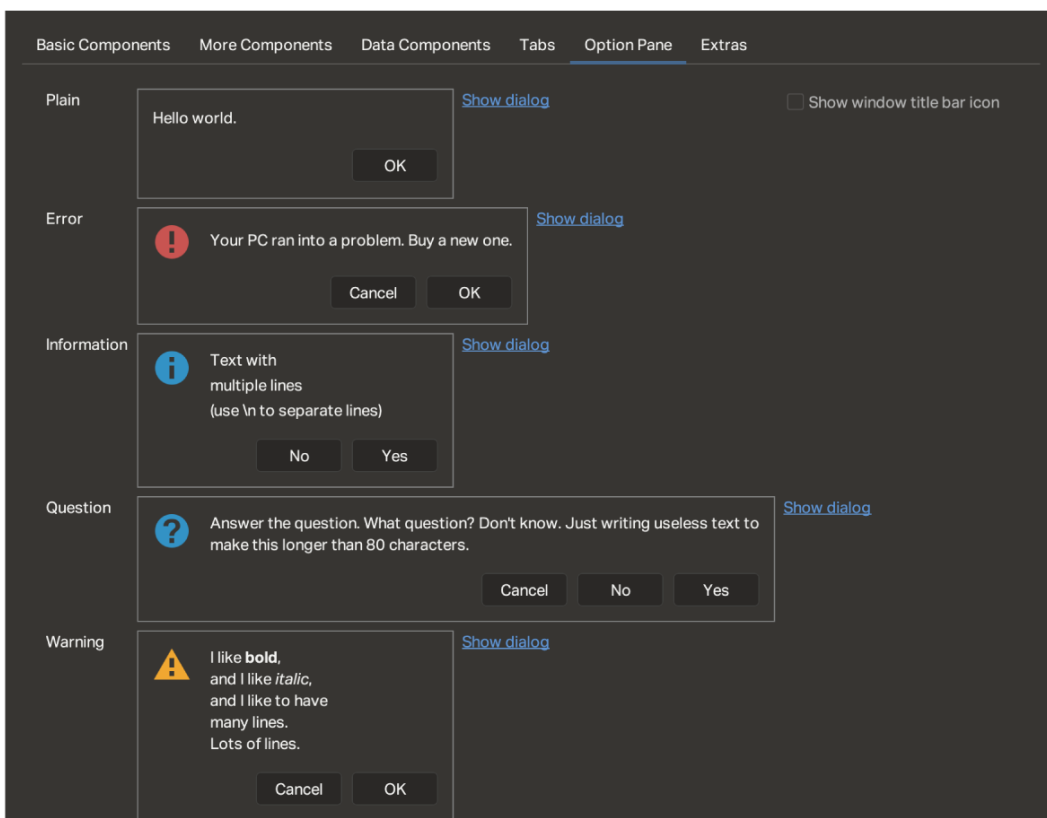 Basic Components More Components Data Components Tabs Option Pane Extras
Plain
Hello world.
OK
Show dialog
Show window title bar icon
Error
Your PC ran into a problem. Buy a new one.
Cancel OK
Show dialog
Information
Text with
multiple lines
(use \n to separate lines)
No Yes
Show dialog
Question
Answer the question. What question? Don't know. Just writing useless text to
make this longer than 80 characters.
Cancel No Yes
Show dialog
Warning
I like bold,
and I like italic,
and I like to have
many lines.
Lots of lines.
Cancel OK
Show dialog